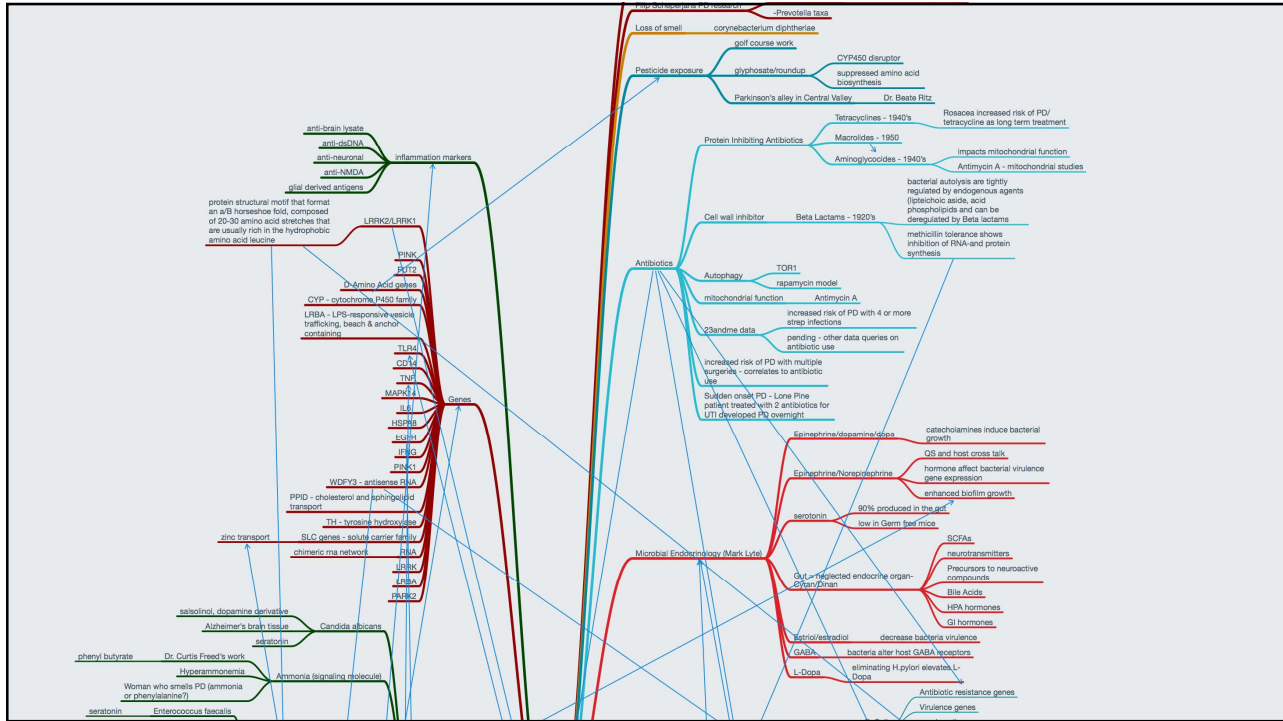 Filip Scheperjans PD research
-Prevotella taxa
Loss of smell
corynebacterium diphtheriae
golf course work
Pesticide exposure
glyphosate/roundup
CYP450 disruptor
suppressed amino acid
biosynthesis
Parkinson's alley in Central Valley
Dr. Beate Ritz
Protein Inhibiting Antibiotics
Tetracyclines - 1940's
Rosacea increased risk of PD/
tetracycline as long term treatment
Macrolides - 1950
Aminoglycocides - 1940's
impacts mitochondrial function
Antimycin A - mitochondrial studies
Cell wall inhibitor
Beta Lactams - 1920's
bacterial autolysis are tightly
regulated by endogenous agents
(lipteichoic aside, acid
phospholipids and can be
deregulated by Beta lactams
methicillin tolerance shows
inhibition of RNA-and protein
synthesis
Antibiotics
Autophagy
TOR1
rapamycin model
mitochondrial function
Antimycin A
23andme data
increased risk of PD with 4 or more
strep infections
pending - other data queries on
antibiotic use
increased risk of PD with multiple
surgeries - correlates to antibiotic
use
Sudden onset PD - Lone Pine
patient treated with 2 antibiotics for
UTI developed PD overnight
Microbial Endocrinology (Mark Lyte)
Epinephrine/dopamine/dopa
catecholamines induce bacterial
growth
Epinephrine/Norepinephrine
QS and host cross talk
hormone affect bacterial virulence
gene expression
enhanced biofilm growth
serotonin
90% produced in the gut
low in Germ free mice
Gut – neglected endocrine organ-
Cyran/Dinan
SCFAs
neurotransmitters
Precursors to neuroactive
compounds
Bile Acids
HPA hormones
GI hormones
Estriol/estradiol
decrease bacteria virulence
GABA
bacteria alter host GABA receptors
L-Dopa
eliminating H.pylori elevates L-
Dopa
Antibiotic resistance genes
Virulence genes
anti-brain lysate
anti-dsDNA
anti-neuronal
anti-NMDA
glial derived antigens
inflammation markers
protein structural motif that format
an a/B horseshoe fold, composed
of 20-30 amino acid stretches that
are usually rich in the hydrophobic
amino acid leucine
LRRK2/LRRK1
PINK
FUT2
D-Amino Acid genes
CYP - cytochrome P450 family
LRBA - LPS-responsive vesicle
trafficking, beach & anchor
containing
TLR4
CD14
TNF
MAPK14
IL6
HSPA8
EGFR
IFNG
PINK1
WDFY3 - antisense RNA
PPID - cholesterol and sphingolipid
transport
TH - tyrosine hydroxylase
zinc transport
SLC genes - solute carrier family
chimeric rna network
RNA
LRRK
LRBA
PARK2
Genes
salsolinol, dopamine derivative
Alzheimer's brain tissue
seratonin
Candida albicans
phenyl butyrate
Dr. Curtis Freed's work
Hyperammonemia
Woman who smells PD (ammonia
or phenylalanine?)
Ammonia (signaling molecule)
seratonin
Enterococcus faecalis